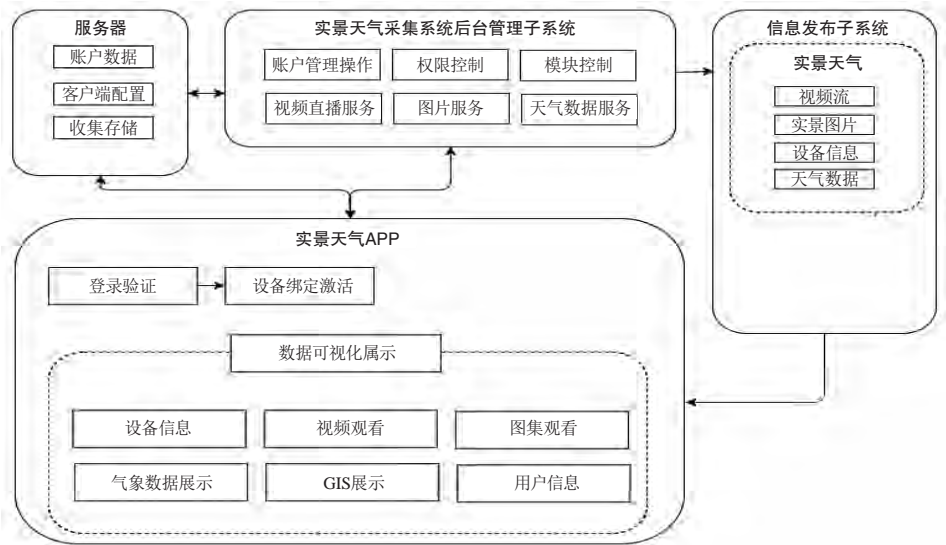 服务器
账户数据
客户端配置
收集存储
实景天气采集系统后台管理子系统
账户管理操作
权限控制
模块控制
视频直播服务
图片服务
天气数据服务
信息发布子系统
实景天气
视频流
实景图片
设备信息
天气数据
实景天气APP
登录验证
设备绑定激活
数据可视化属示
设备信息
视频观看
图集观看
气象数据展示
GIS展示
用户信息